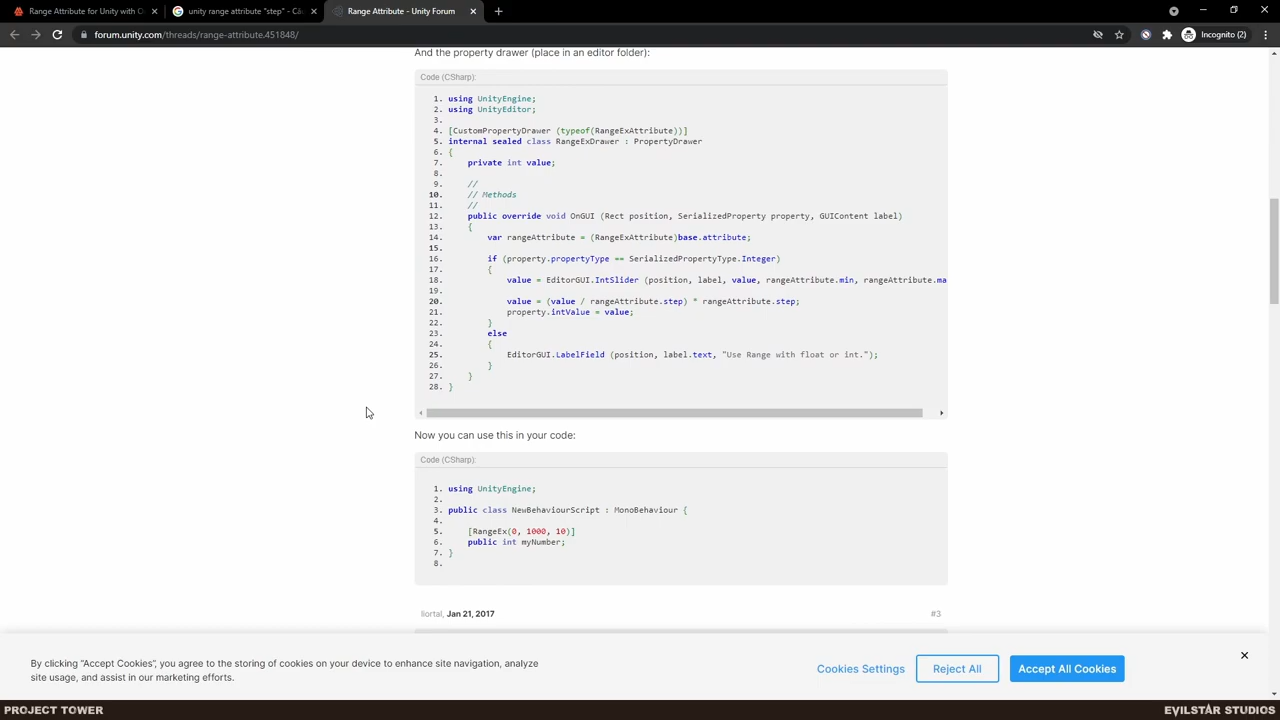 Range Attribute for Unity with C
unity range attribute "step" - Că
Range Attribute - Unity Forum
forum.unity.com/threads/range-attribute.451848/
Incognito (2)
And the property drawer (place in an editor folder):
Code (CSharp):
1. using UnityEngine;
2. using UnityEditor;
3.
4. [CustomPropertyDrawer (typeof(RangeExAttribute))]
5. internal sealed class RangeExDrawer : PropertyDrawer
6. {
7. private int value;
8.
9. //
10. // Methods
11. //
12. public override void OnGUI (Rect position, SerializedProperty property, GUIContent label)
13. {
14. var rangeAttribute = (RangeExAttribute)base.attribute;
15.
16. if (property.propertyType == SerializedPropertyType.Integer)
17. {
18. value = EditorGUI.IntSlider (position, label, value, rangeAttribute.min, rangeAttribute.ma
19.
20. value = (value / rangeAttribute.step) * rangeAttribute.step;
21. property.intValue = value;
22. }
23. else
24. {
25. EditorGUI.LabelField (position, label.text, "Use Range with float or int.");
26. }
27. }
28. }
Now you can use this in your code:
Code (CSharp):
1. using UnityEngine;
2.
3. public class NewBehaviourScript : MonoBehaviour {
4.
5. [RangeEx(0, 1000, 10)]
6. public int myNumber;
7. }
8.
liortal, Jan 21, 2017
#3
By clicking "Accept Cookies", you agree to the storing of cookies on your device to enhance site navigation, analyze
site usage, and assist in our marketing efforts.
Cookies Settings
Reject All
Accept All Cookies
PROJECT TOWER
EVILSTAR STUDIOS